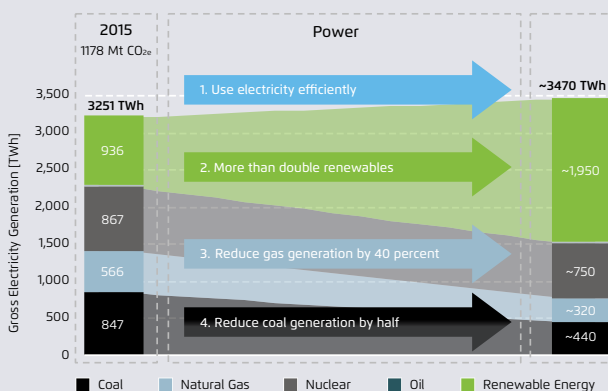 2015
1178 Mt CO2e
Power
3251 TWh
~3470 TWh
Gross Electricity Generation [TWh]
3,500
3,000
2,500
2,000
1,500
1,000
500
0
936
867
566
847
1. Use electricity efficiently
2. More than double renewables
3. Reduce gas generation by 40 percent
4. Reduce coal generation by half
~1,950
~750
~320
~440
Coal
Natural Gas
Nuclear
Oil
Renewable Energy